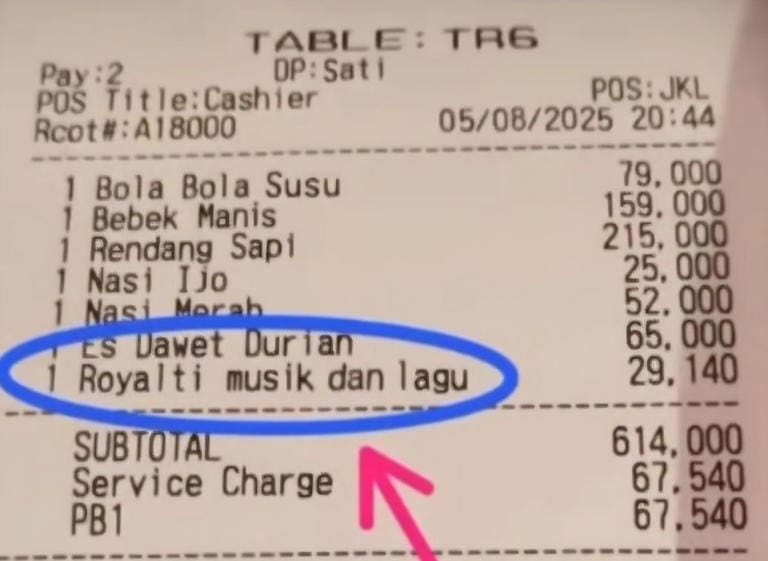 TABLE: TR6
Pay:2 DP:Sati
POS Title:Cashier POS:JKL
Rcot#:A18000 05/08/2025 20:44
1 Bola Bola Susu 79,000
1 Bebek Manis 159,000
1 Rendang Sapi 215,000
1 Nasi Ijo 25,000
1 Nasi Merah 52,000
1 Es Dawet Durian 65,000
1 Royalti musik dan lagu 29,140
SUBTOTAL 614,000
Service Charge 67.540
PB1 67.540